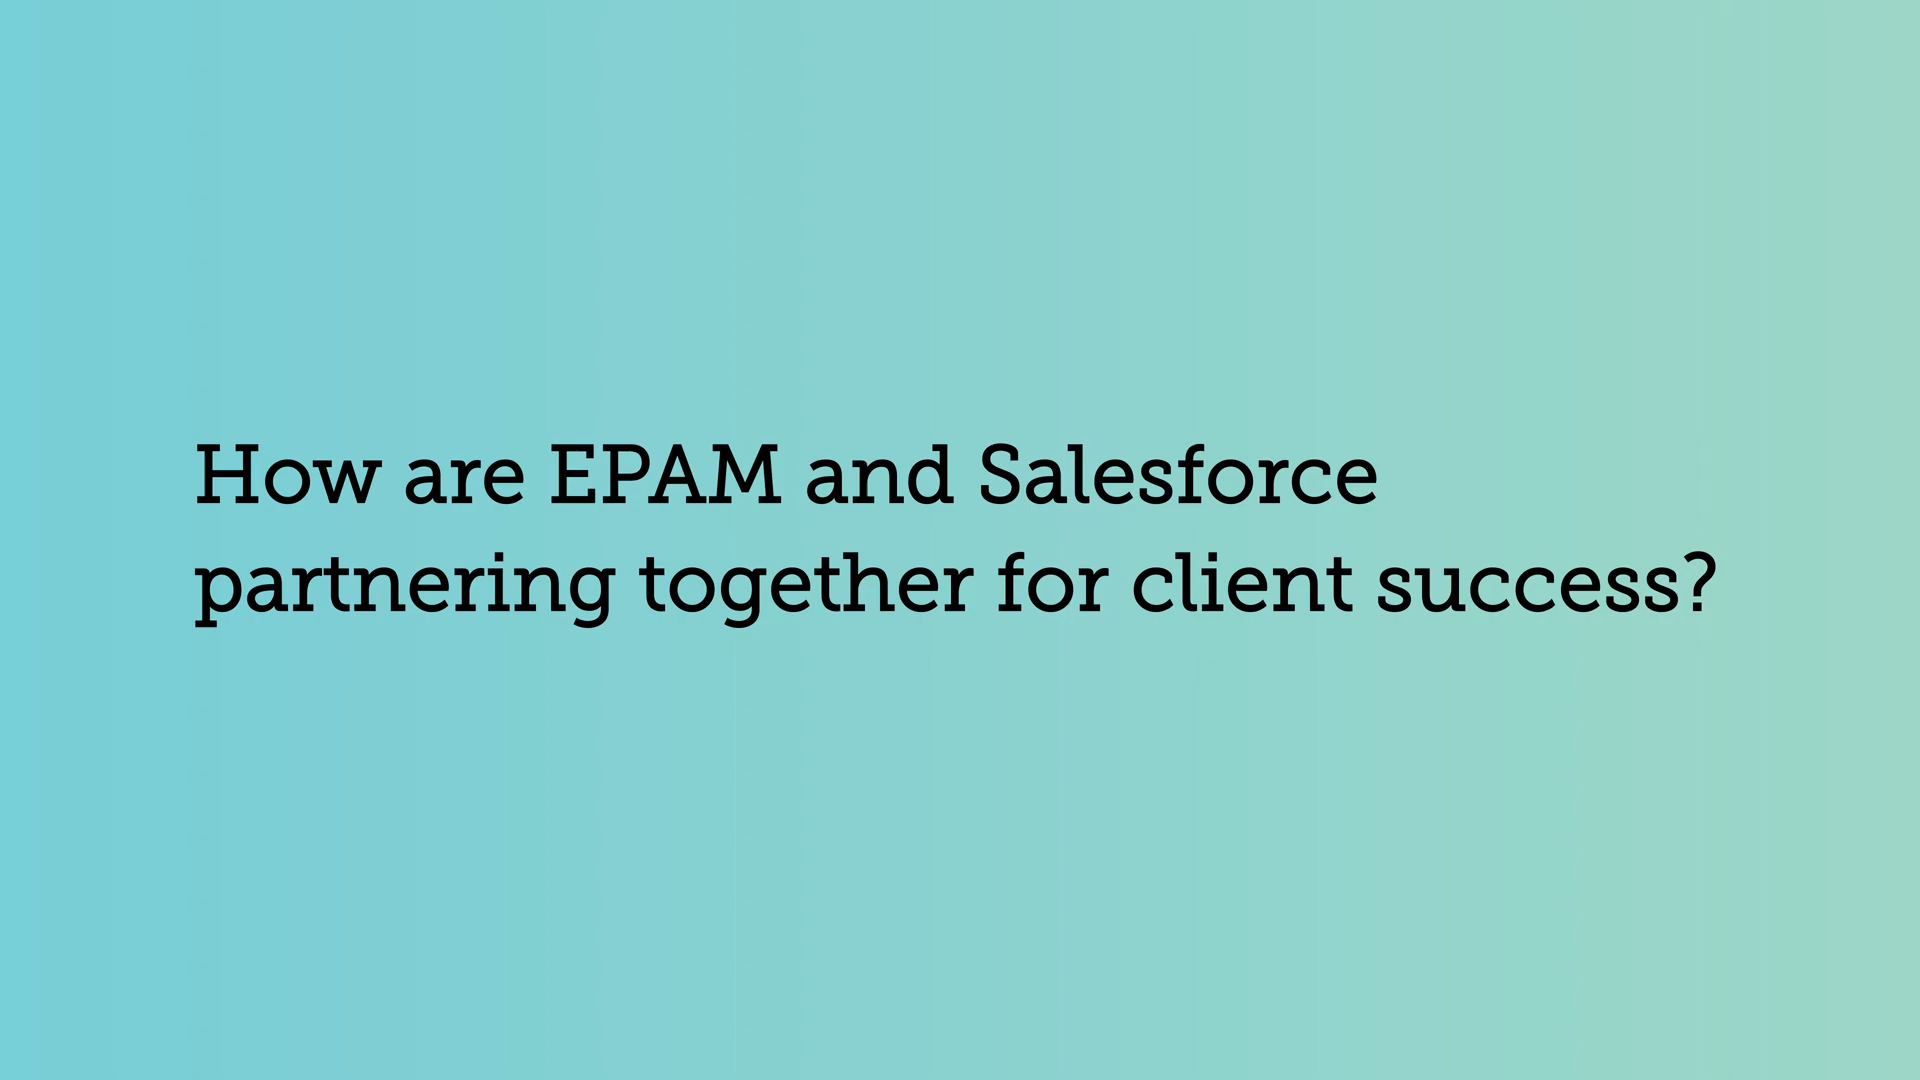 How are EPAM and Salesforce
partnering together for client success?